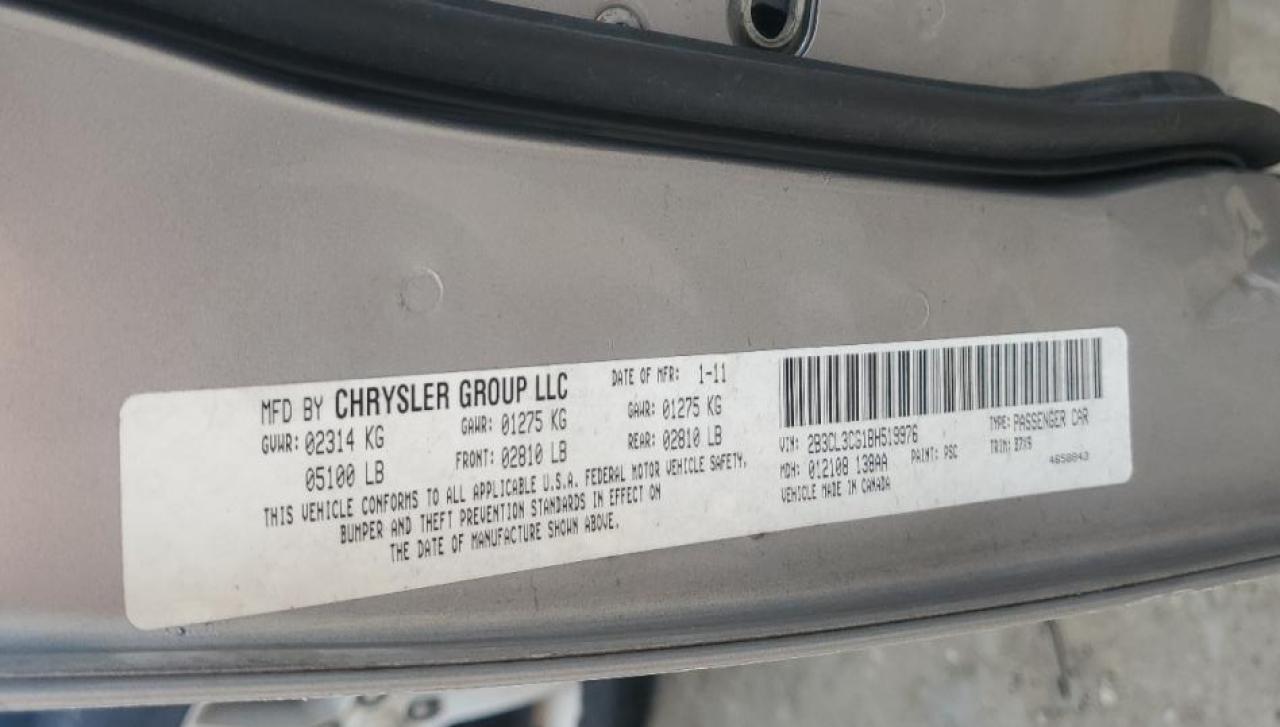 MFD BY CHRYSLER GROUP LLC DATE OF MFR: 1-11
GVWR: 02314 KG GAWR: 01275 KG GAWR: 01275 KG
05100 LB FRONT: 02810 LB REAR: 02810 LB
THIS VEHICLE CONFORMS TO ALL APPLICABLE U.S.A. FEDERAL MOTOR VEHICLE SAFETY,
BUMPER AND THEFT PREVENTION STANDARDS IN EFFECT ON
THE DATE OF MANUFACTURE SHOWN ABOVE.
VIN: 2B3CL3CG1BH519976 TYPE: PASSENGER CAR
MDH: 012108 138AA PAINT: PSC TRIM: B7X9
VEHICLE MADE IN CANADA 4658843